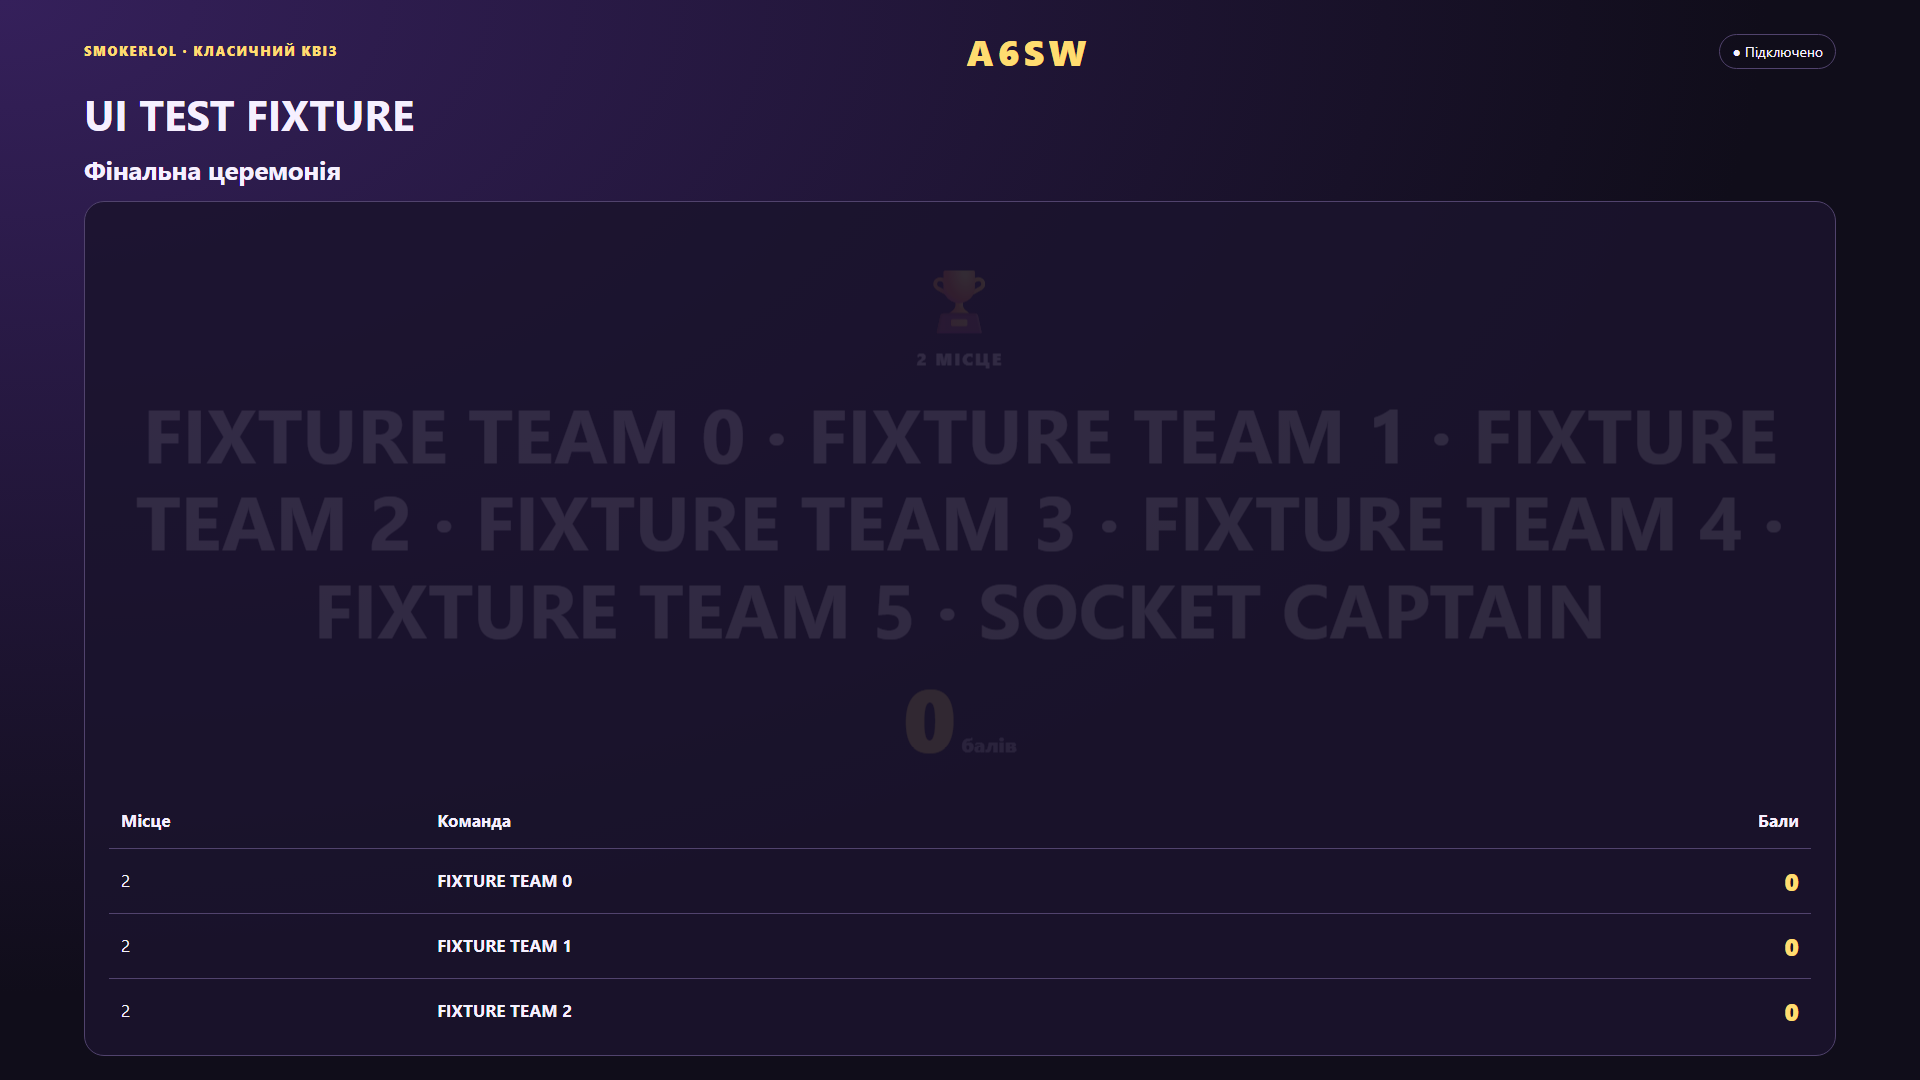 SMOKERLOL · КЛАСИЧНИЙ КВІЗ
A6SW
● Підключено
UI TEST FIXTURE
Фінальна церемонія
2 МІСЦЕ
FIXTURE TEAM 0 · FIXTURE TEAM 1 · FIXTURE
TEAM 2 · FIXTURE TEAM 3 · FIXTURE TEAM 4 ·
FIXTURE TEAM 5 · SOCKET CAPTAIN
0 балів
Місце Команда Бали
2 FIXTURE TEAM 0 0
2 FIXTURE TEAM 1 0
2 FIXTURE TEAM 2 0